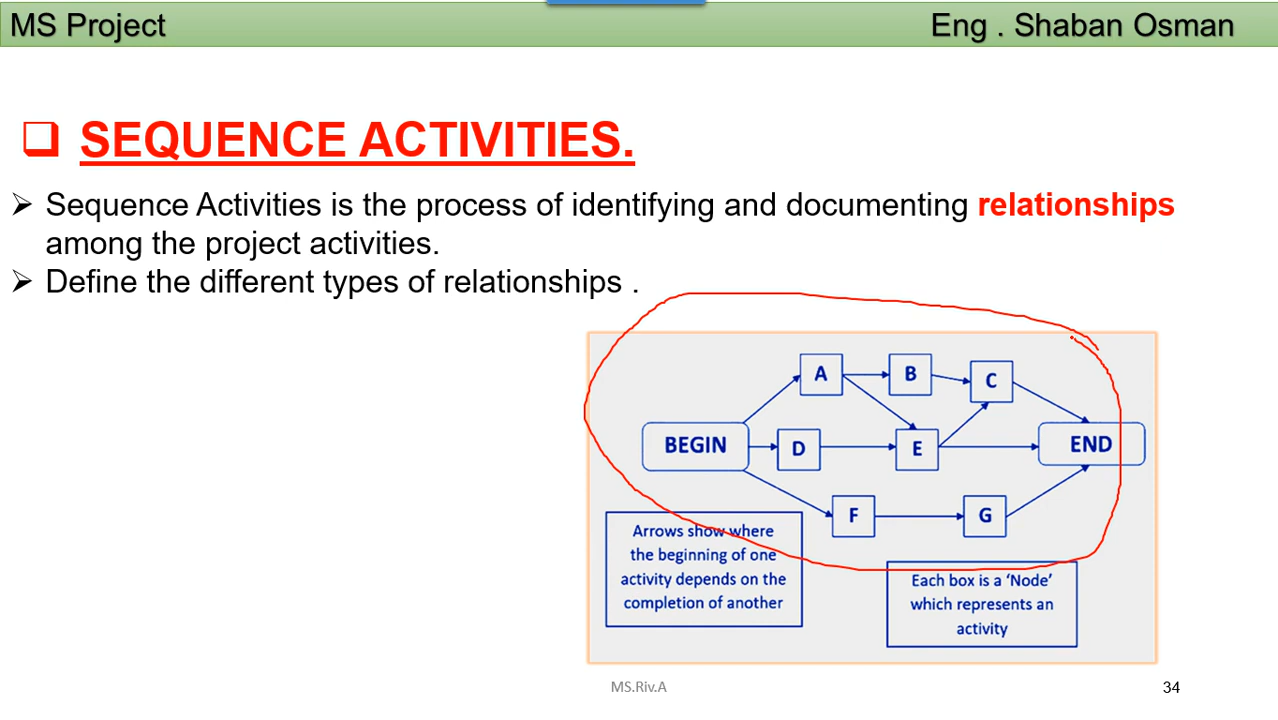 MS Project
Eng . Shaban Osman
SEQUENCE ACTIVITIES.
Sequence Activities is the process of identifying and documenting relationships
among the project activities.
Define the different types of relationships .
A
B
C
BEGIN
D
E
END
F
G
Arrows show where
the beginning of one
activity depends on the
completion of another
Each box is a ‘Node’
which represents an
activity
MS.Riv.A
34